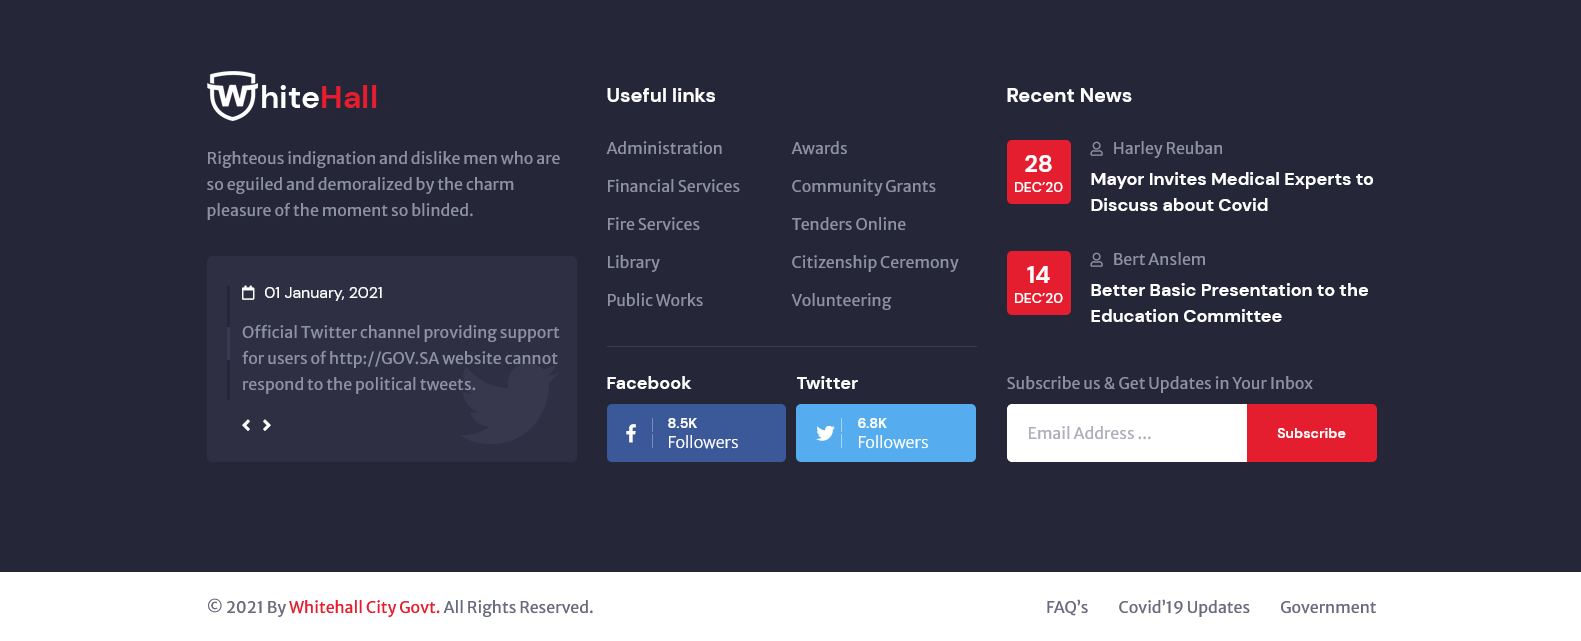 WhiteHall
Righteous indignation and dislike men who are
so eguiled and demoralized by the charm
pleasure of the moment so blinded.
01 January, 2021
Official Twitter channel providing support
for users of http://GOV.SA website cannot
respond to the political tweets.
Useful links
Administration
Financial Services
Fire Services
Library
Public Works
Awards
Community Grants
Tenders Online
Citizenship Ceremony
Volunteering
Facebook
8.5K
Followers
Twitter
6.8K
Followers
Recent News
28
DEC’20
Harley Reuban
Mayor Invites Medical Experts to
Discuss about Covid
14
DEC’20
Bert Anslem
Better Basic Presentation to the
Education Committee
Subscribe us & Get Updates in Your Inbox
Email Address ...
Subscribe
© 2021 By Whitehall City Govt. All Rights Reserved.
FAQ’s
Covid’19 Updates
Government